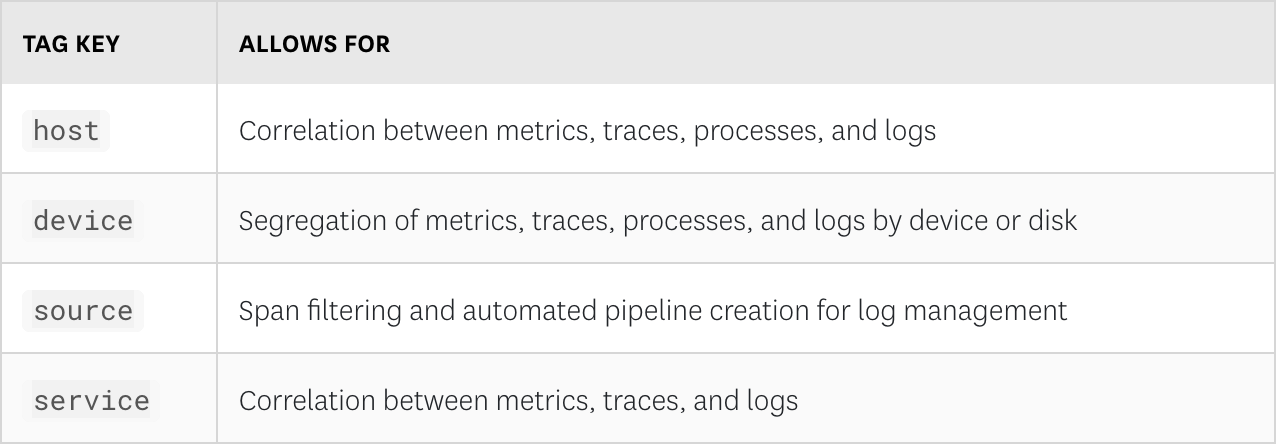 TAG KEY ALLOWS FOR
host Correlation between metrics, traces, processes, and logs
device Segregation of metrics, traces, processes, and logs by device or disk
source Span filtering and automated pipeline creation for log management
service Correlation between metrics, traces, and logs